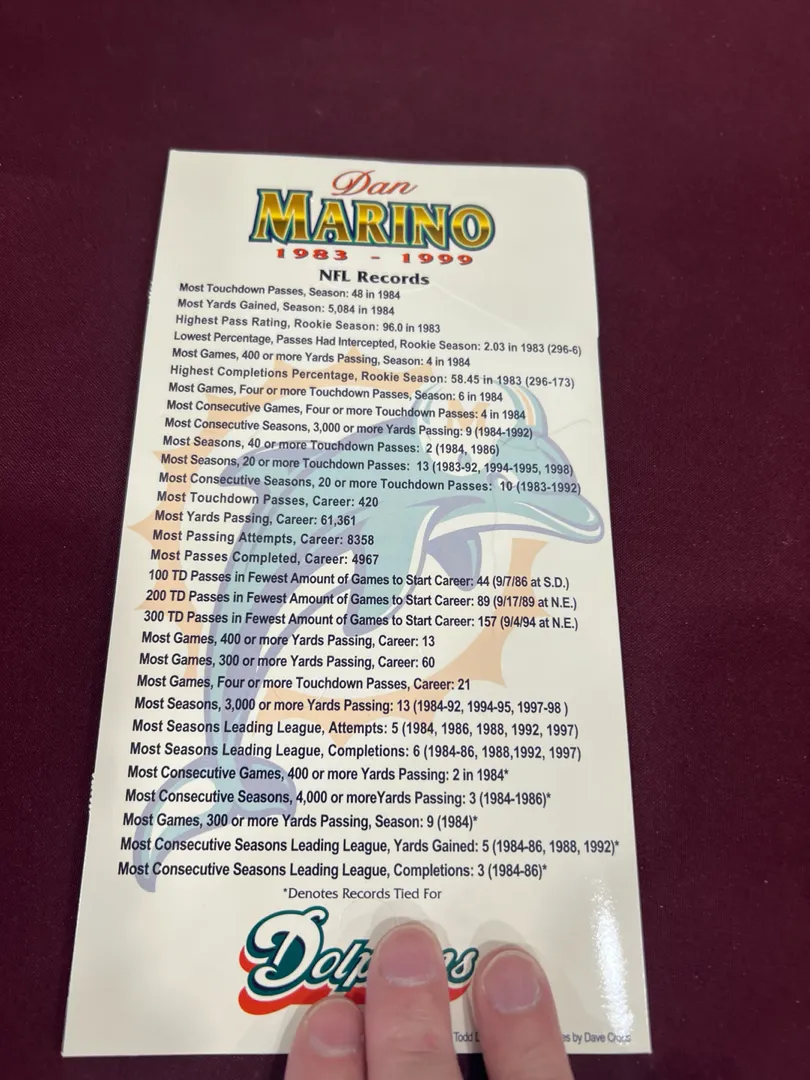 Dan
MARINO
1983 - 1999
NFL Records
Most Touchdown Passes, Season: 48 in 1984
Most Yards Gained, Season: 5,084 in 1984
Highest Pass Rating, Rookie Season: 96.0 in 1983
Lowest Percentage, Passes Had Intercepted, Rookie Season: 2.03 in 1983 (296-6)
Most Games, 400 or more Yards Passing, Season: 4 in 1984
Highest Completions Percentage, Rookie Season: 58.45 in 1983 (296-173)
Most Games, Four or more Touchdown Passes, Season: 6 in 1984
Most Consecutive Games, Four or more Touchdown Passes: 4 in 1984
Most Consecutive Seasons, 3,000 or more Yards Passing: 9 (1984-1992)
Most Seasons, 40 or more Touchdown Passes: 2 (1984, 1986)
Most Seasons, 20 or more Touchdown Passes: 13 (1983-92, 1994-1995, 1998)
Most Consecutive Seasons, 20 or more Touchdown Passes: 10 (1983-1992)
Most Touchdown Passes, Career: 420
Most Yards Passing, Career: 61,361
Most Passing Attempts, Career: 8358
Most Passes Completed, Career: 4967
100 TD Passes in Fewest Amount of Games to Start Career: 44 (9/7/86 at S.D.)
200 TD Passes in Fewest Amount of Games to Start Career: 89 (9/17/89 at N.E.)
300 TD Passes in Fewest Amount of Games to Start Career: 157 (9/4/94 at N.E.)
Most Games, 400 or more Yards Passing, Career: 13
Most Games, 300 or more Yards Passing, Career: 60
Most Games, Four or more Touchdown Passes, Career: 21
Most Seasons, 3,000 or more Yards Passing: 13 (1984-92, 1994-95, 1997-98 )
Most Seasons Leading League, Attempts: 5 (1984, 1986, 1988, 1992, 1997)
Most Seasons Leading League, Completions: 6 (1984-86, 1988,1992, 1997)
Most Consecutive Games, 400 or more Yards Passing: 2 in 1984*
Most Consecutive Seasons, 4,000 or moreYards Passing: 3 (1984-1986)*
Most Games, 300 or more Yards Passing, Season: 9 (1984)*
Most Consecutive Seasons Leading League, Yards Gained: 5 (1984-86, 1988, 1992)*
Most Consecutive Seasons Leading League, Completions: 3 (1984-86)*
*Denotes Records Tied For
Todd by Dave